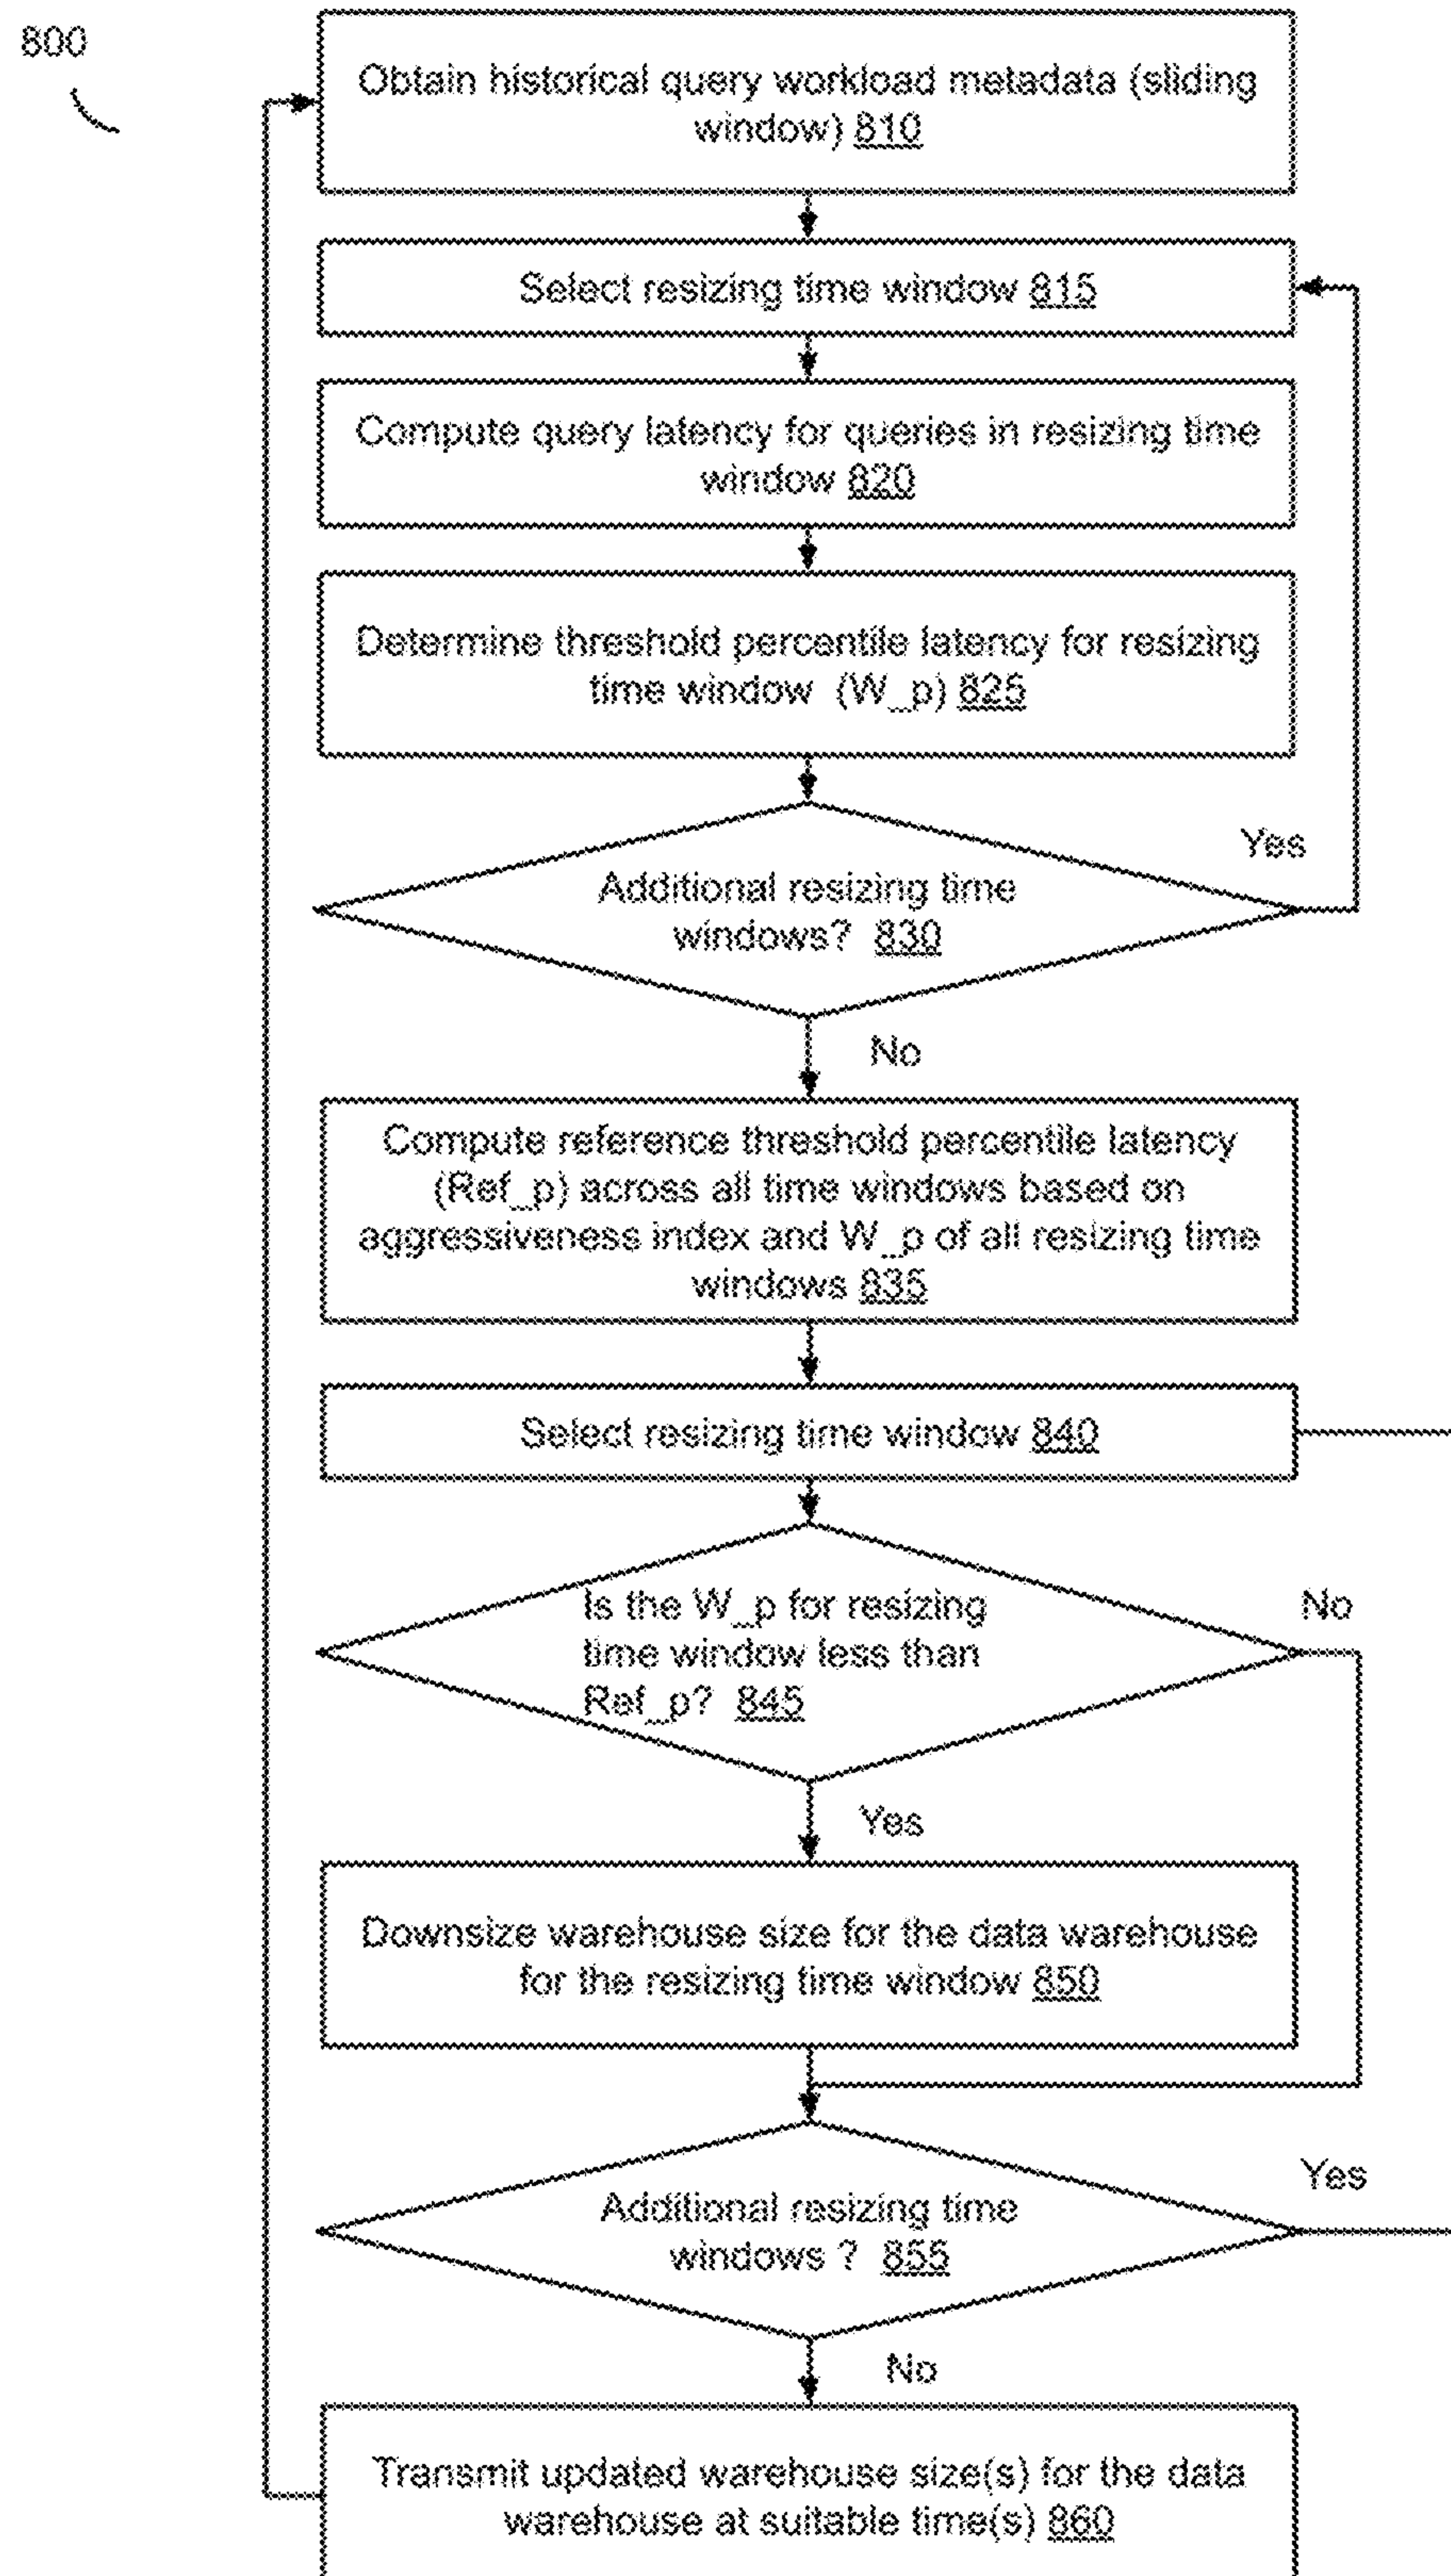 800
Obtain historical query workload metadata (sliding
window) 810
Select resizing time window 815
Compute query latency for queries in resizing time
window 820
Determine threshold percentile latency for resizing
time window (W_p) 825
Yes
Additional resizing time
windows? 830
No
Compute reference threshold percentile latency
(Ref_p) across all time windows based on
aggressiveness index and W_p of all resizing time
windows 835
Select resizing time window 840
Is the W_p for resizing
time window less than
Ref_p? 845
No
Yes
Downsize warehouse size for the data warehouse
for the resizing time window 850
Yes
Additional resizing time
windows ? 855
No
Transmit updated warehouse size(s) for the data
warehouse at suitable time(s) 860